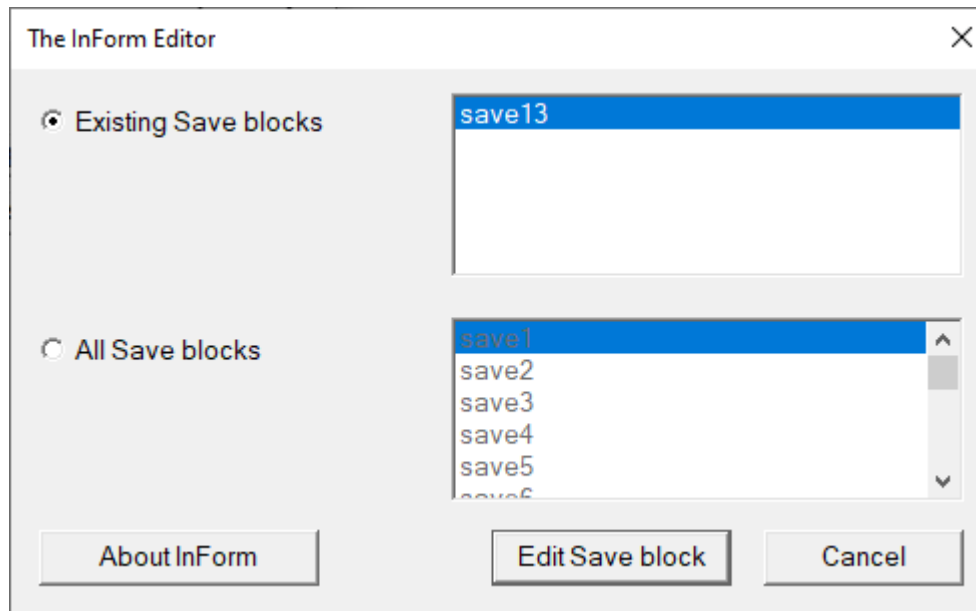 The InForm Editor
Existing Save blocks
save13
All Save blocks
save1
save2
save3
save4
save5
save6
About InForm
Edit Save block
Cancel